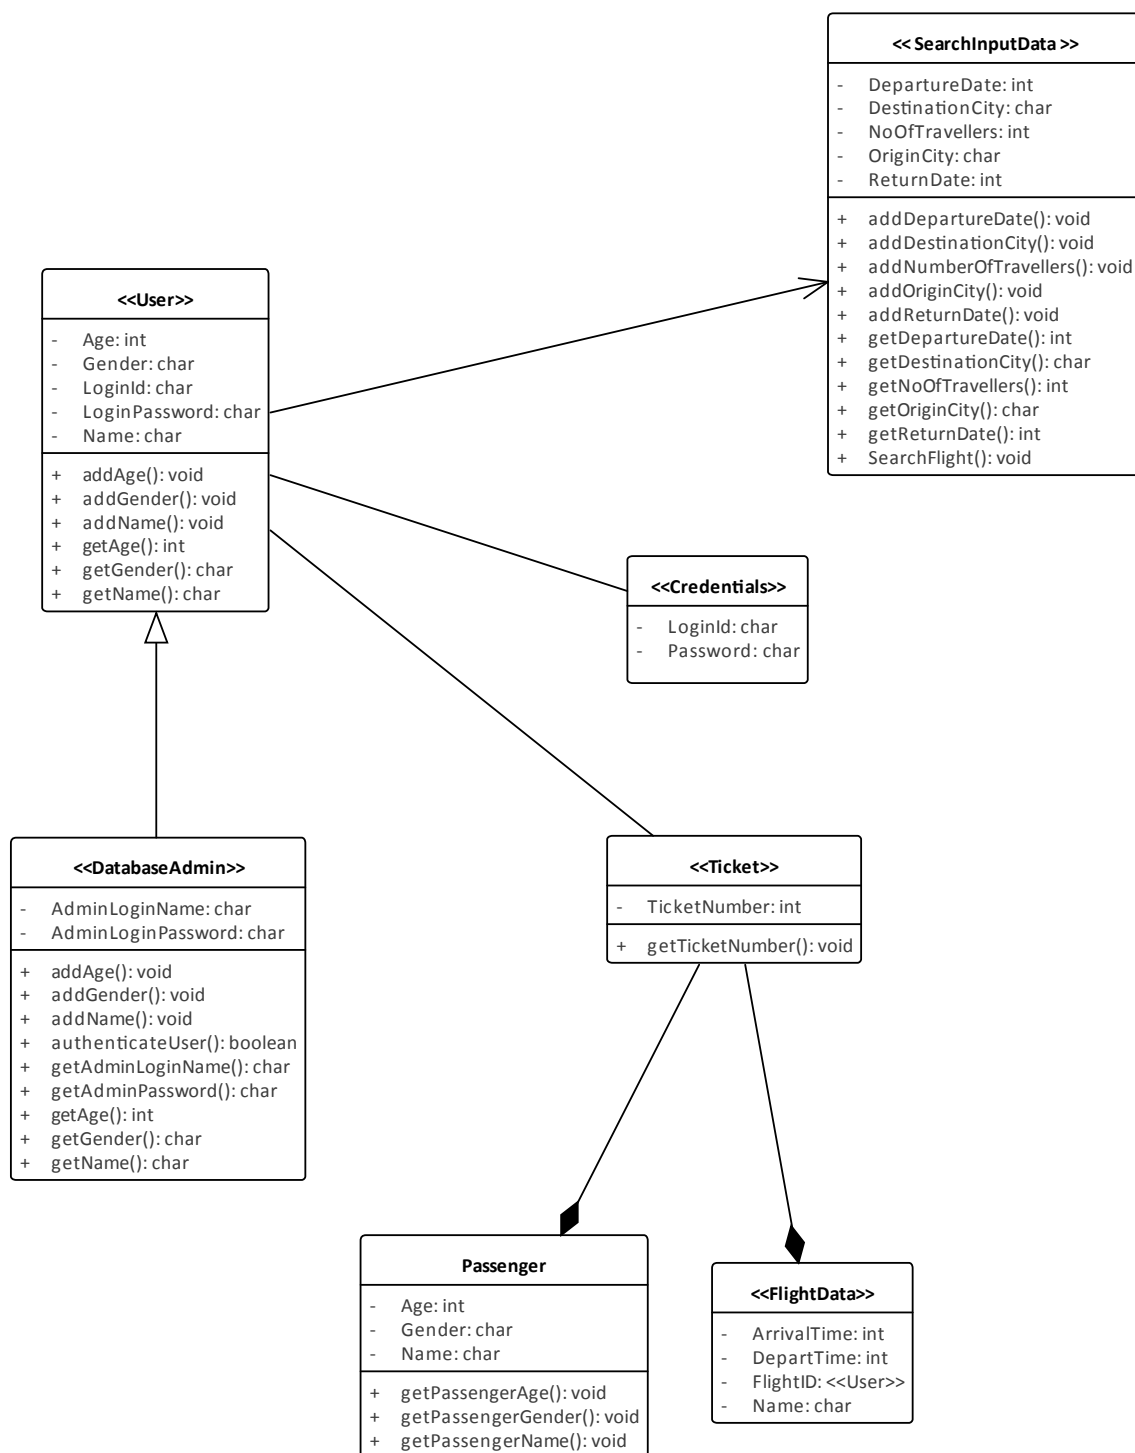 << SearchInputData >>
- DepartureDate: int
- DestinationCity: char
- NoOfTravellers: int
- OriginCity: char
- ReturnDate: int
+ addDepartureDate(): void
+ addDestinationCity(): void
+ addNumberOfTravellers(): void
+ addOriginCity(): void
+ addReturnDate(): void
+ getDepartureDate(): int
+ getDestinationCity(): char
+ getNoOfTravellers(): int
+ getOriginCity(): char
+ getReturnDate(): int
+ SearchFlight(): void
<<User>>
- Age: int
- Gender: char
- LoginId: char
- LoginPassword: char
- Name: char
+ addAge(): void
+ addGender(): void
+ addName(): void
+ getAge(): int
+ getGender(): char
+ getName(): char
<<Credentials>>
- LoginId: char
- Password: char
<<DatabaseAdmin>>
- AdminLoginName: char
- AdminLoginPassword: char
+ addAge(): void
+ addGender(): void
+ addName(): void
+ authenticateUser(): boolean
+ getAdminLoginName(): char
+ getAdminPassword(): char
+ getAge(): int
+ getGender(): char
+ getName(): char
<<Ticket>>
- TicketNumber: int
+ getTicketNumber(): void
Passenger
- Age: int
- Gender: char
- Name: char
+ getPassengerAge(): void
+ getPassengerGender(): void
+ getPassengerName(): void
<<FlightData>>
- ArrivalTime: int
- DepartTime: int
- FlightID: <<User>>
- Name: char